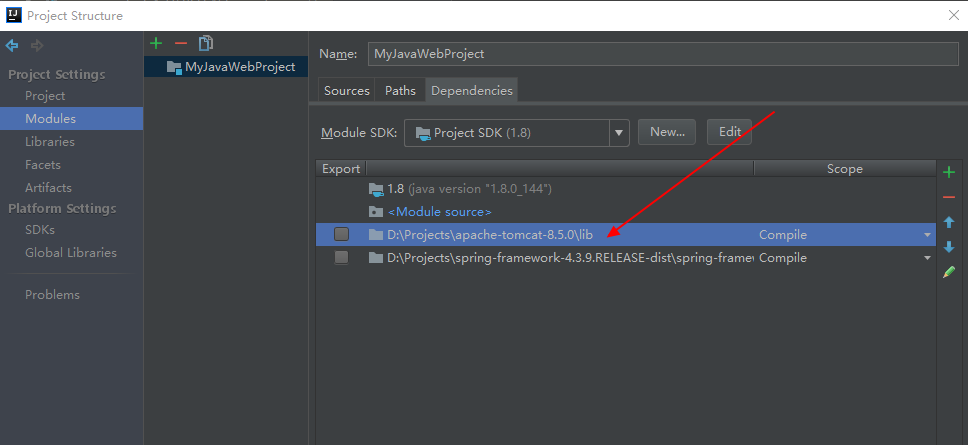 Project Structure
Project Settings
Project
Modules
Libraries
Facets
Artifacts
Platform Settings
SDKs
Global Libraries
Problems
MyJavaWebProject
Name: MyJavaWebProject
Sources Paths Dependencies
Module SDK: Project SDK (1.8) New... Edit
Export Scope
1.8 (java version "1.8.0_144")
<Module source>
D:\Projects\apache-tomcat-8.5.0\lib Compile
D:\Projects\spring-framework-4.3.9.RELEASE-dist\spring-framew Compile